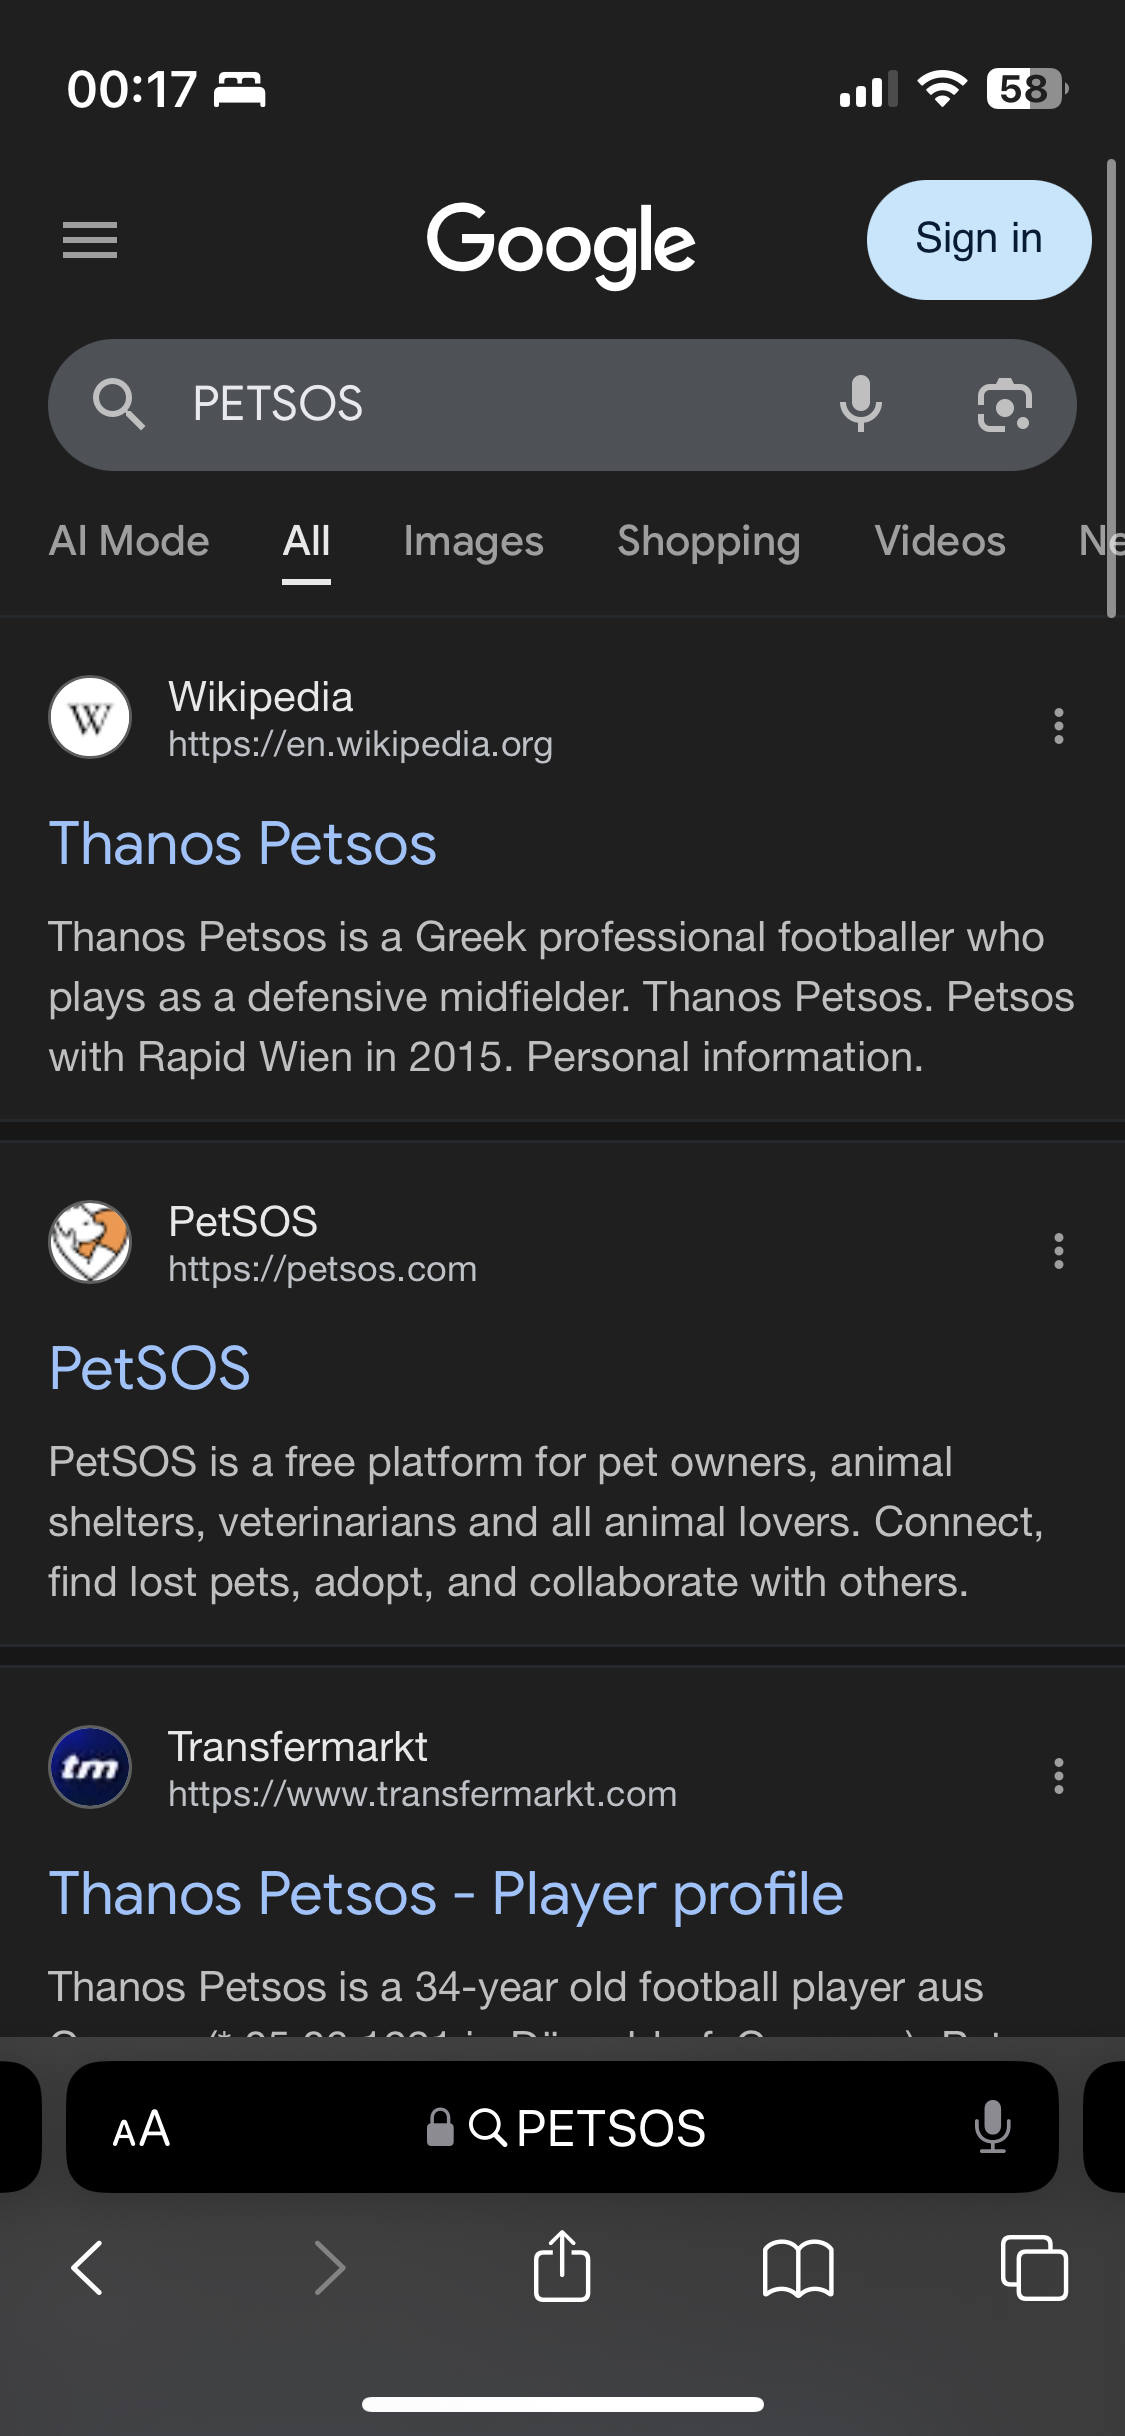 00:17
58
Google
Sign in
PETSOS
AI Mode All Images Shopping Videos Ne
W
Wikipedia
https://en.wikipedia.org
Thanos Petsos
Thanos Petsos is a Greek professional footballer who
plays as a defensive midfielder. Thanos Petsos. Petsos
with Rapid Wien in 2015. Personal information.
PetSOS
https://petsos.com
PetSOS
PetSOS is a free platform for pet owners, animal
shelters, veterinarians and all animal lovers. Connect,
find lost pets, adopt, and collaborate with others.
tm
Transfermarkt
https://www.transfermarkt.com
Thanos Petsos - Player profile
Thanos Petsos is a 34-year old football player aus
AA PETSOS